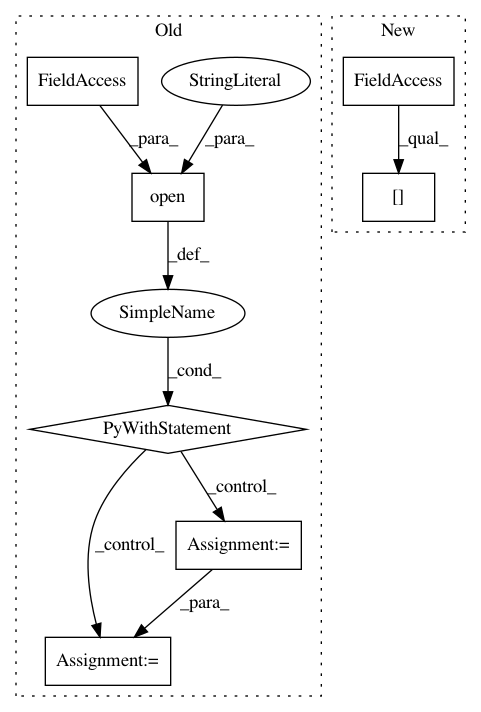 Old
New
FieldAccess
StringLiteral
FieldAccess
_para_
_para_
_qual_
open
[]
_def_
SimpleName
_cond_
PyWithStatement
_control_
_control_
Assignment:=
_para_
Assignment:=